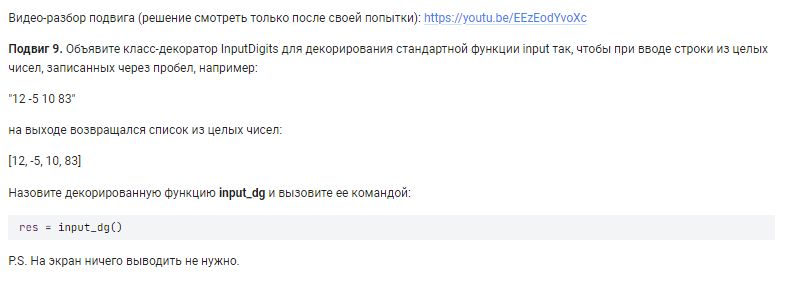 Видео-разбор подвига (решение смотреть только после своей попытки): https://youtu.be/EEzEodYvoXc
Подвиг 9. Объявите класс-декоратор InputDigits для декорирования стандартной функции input так, чтобы при вводе строки из целых
чисел, записанных через пробел, например:
"12 -5 10 83"
на выходе возвращался список из целых чисел:
[12, -5, 10, 83]
Назовите декорированную функцию input_dg и вызовите ее командой:
res = input_dg()
P.S. На экран ничего выводить не нужно.